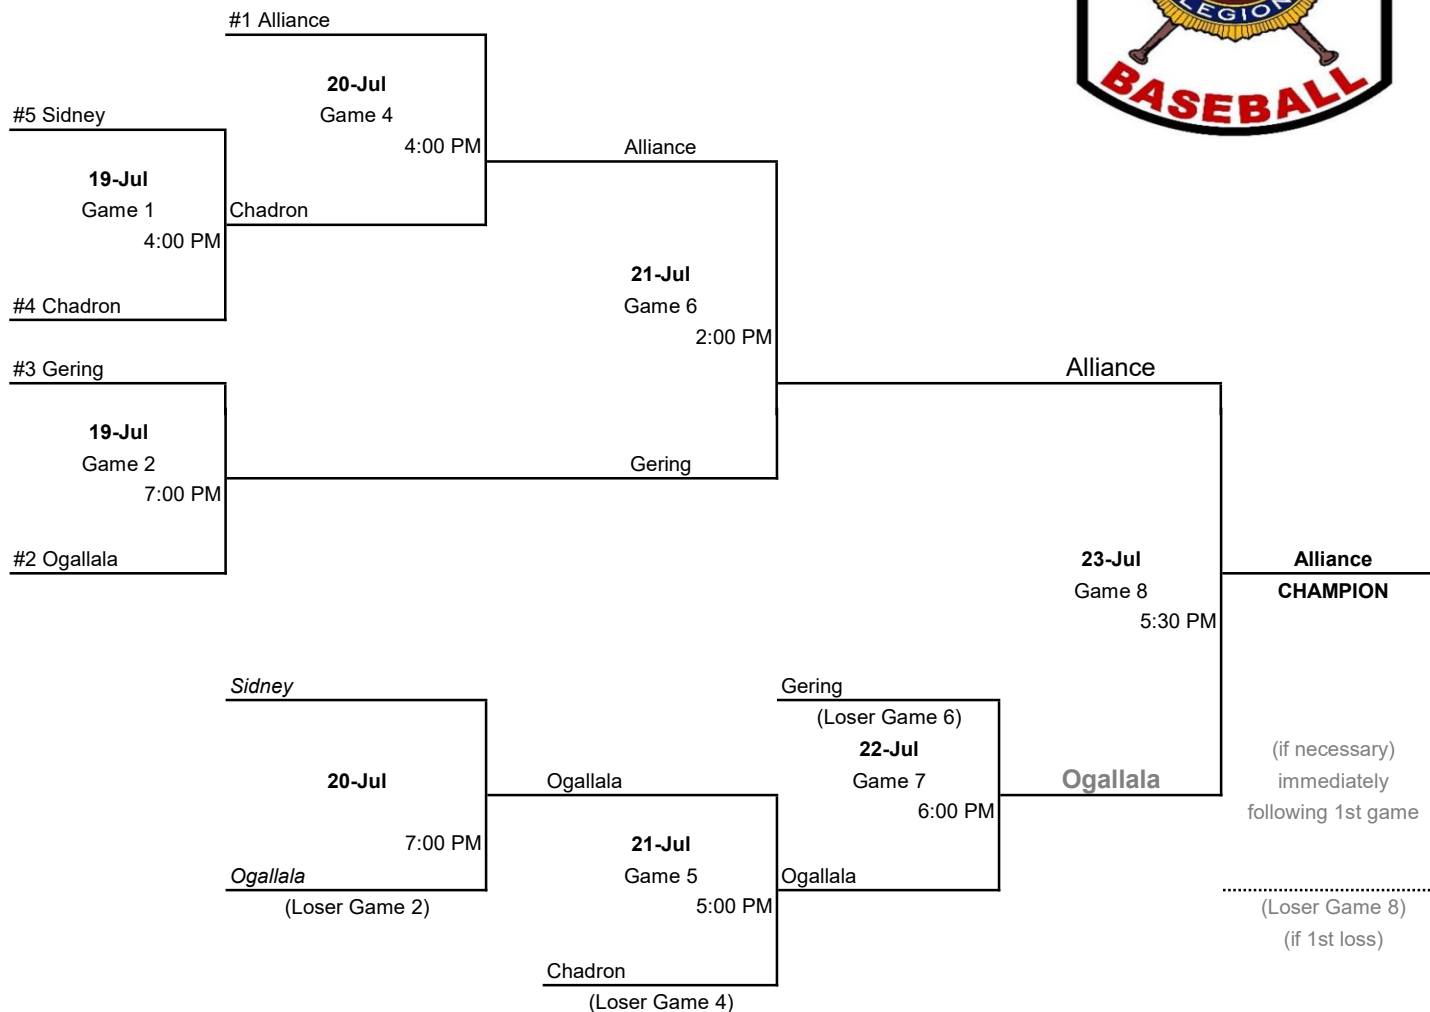 LEGION
BASEBALL
#1 Alliance
20-Jul
Game 4
4:00 PM
#5 Sidney
19-Jul
Game 1
4:00 PM
Chadron
#4 Chadron
Alliance
21-Jul
Game 6
2:00 PM
#3 Gering
19-Jul
Game 2
7:00 PM
Gering
#2 Ogallala
Alliance
23-Jul
Game 8
5:30 PM
Alliance
CHAMPION
Sidney
20-Jul
7:00 PM
Ogallala
(Loser Game 2)
Ogallala
21-Jul
Game 5
5:00 PM
Chadron
(Loser Game 4)
Gering
(Loser Game 6)
22-Jul
Game 7
6:00 PM
Ogallala
Ogallala
(if necessary)
immediately
following 1st game
(Loser Game 8)
(if 1st loss)